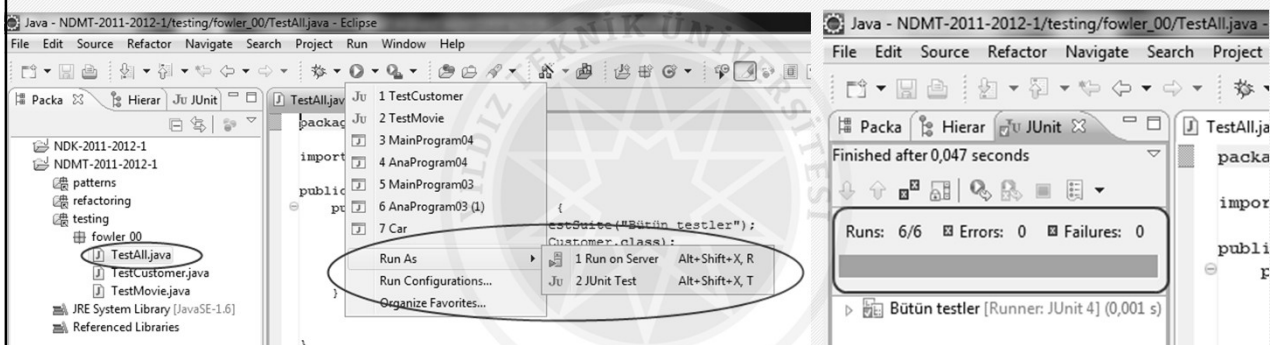 Java - NDMT-2011-2012-1/testing/fowler_00/TestAll.java - Eclipse
File Edit Source Refactor Navigate Search Project Run Window Help
Packa Hierar JUnit
NDK-2011-2012-1
NDMT-2011-2012-1
patterns
refactoring
testing
fowler_00
TestAll.java
TestCustomer.java
TestMovie.java
JRE System Library [JavaSE-1.6]
Referenced Libraries
TestAll.jav
packag
import
public
pu
{
estSuite("Bütün testler");
Customer.class);
}
1 TestCustomer
2 TestMovie
3 MainProgram04
4 AnaProgram04
5 MainProgram03
6 AnaProgram03 (1)
7 Car
Run As
Run Configurations...
Organize Favorites...
1 Run on Server Alt+Shift+X, R
2 JUnit Test Alt+Shift+X, T
YILDIZ TEKNİK ÜNİVERSİTESİ
Java - NDMT-2011-2012-1/testing/fowler_00/TestAll.java -
File Edit Source Refactor Navigate Search Project
Packa Hierar JUnit
Finished after 0,047 seconds
Runs: 6/6 Errors: 0 Failures: 0
Bütün testler [Runner: JUnit 4] (0,001 s)
TestAll.ja
packa
impor
publi
p